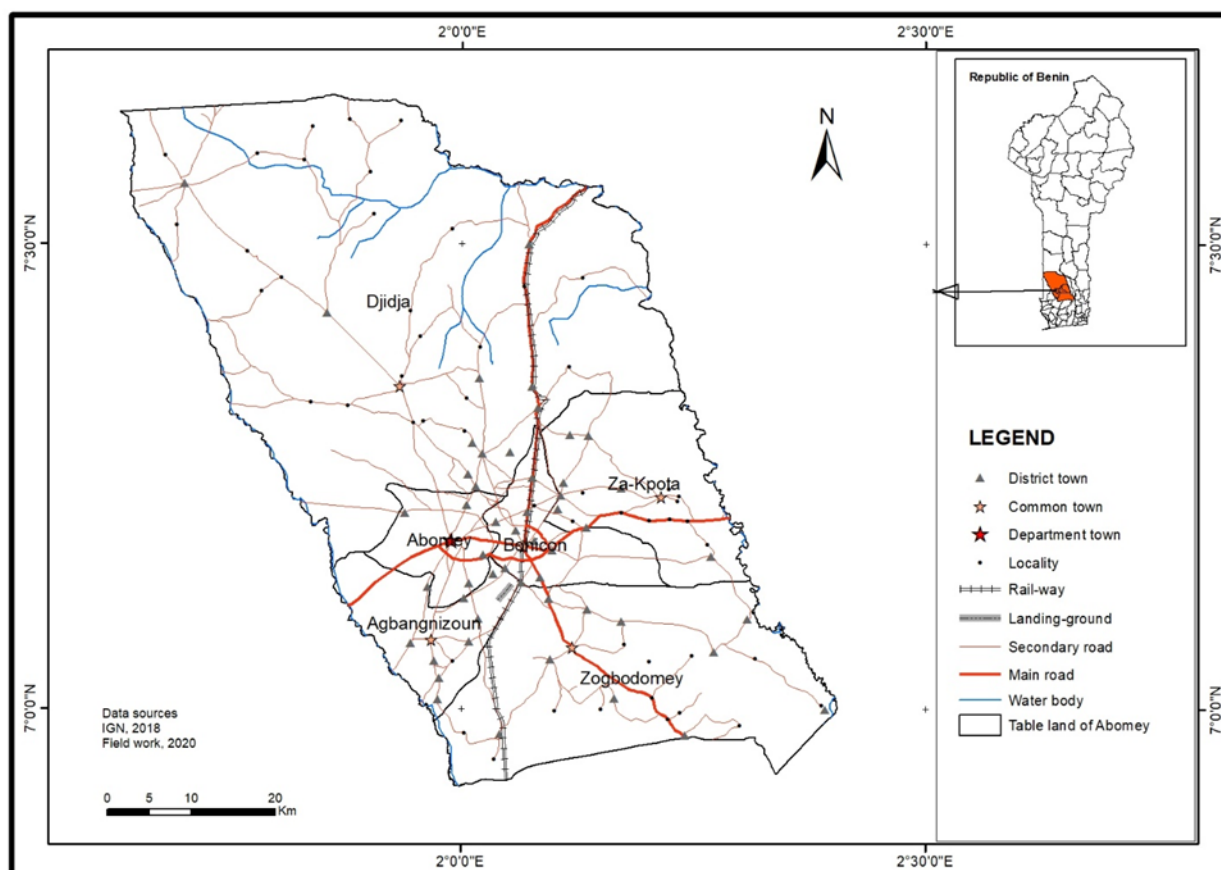 2°0'0"E
2°30'0"E
Republic of Benin
N
7°30'0"N
7°30'0"N
Djidja
LEGEND
District town
Common town
Department town
Locality
Rail-way
Landing-ground
Secondary road
Main road
Water body
Table land of Abomey
Za-Kpota
Abomey
Bohicon
Agbangnizoun
Zogbodomey
7°0'0"N
7°0'0"N
Data sources
IGN, 2018
Field work, 2020
0 5 10 20
Km
2°0'0"E
2°30'0"E